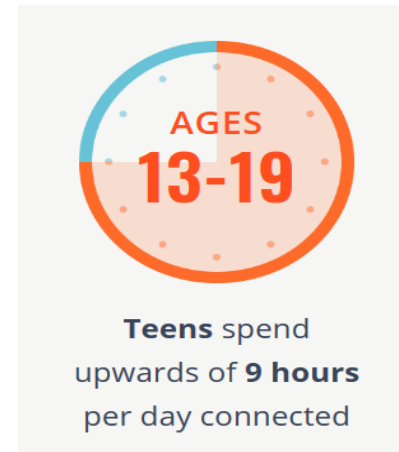 AGES
13-19
Teens spend
upwards of 9 hours
per day connected